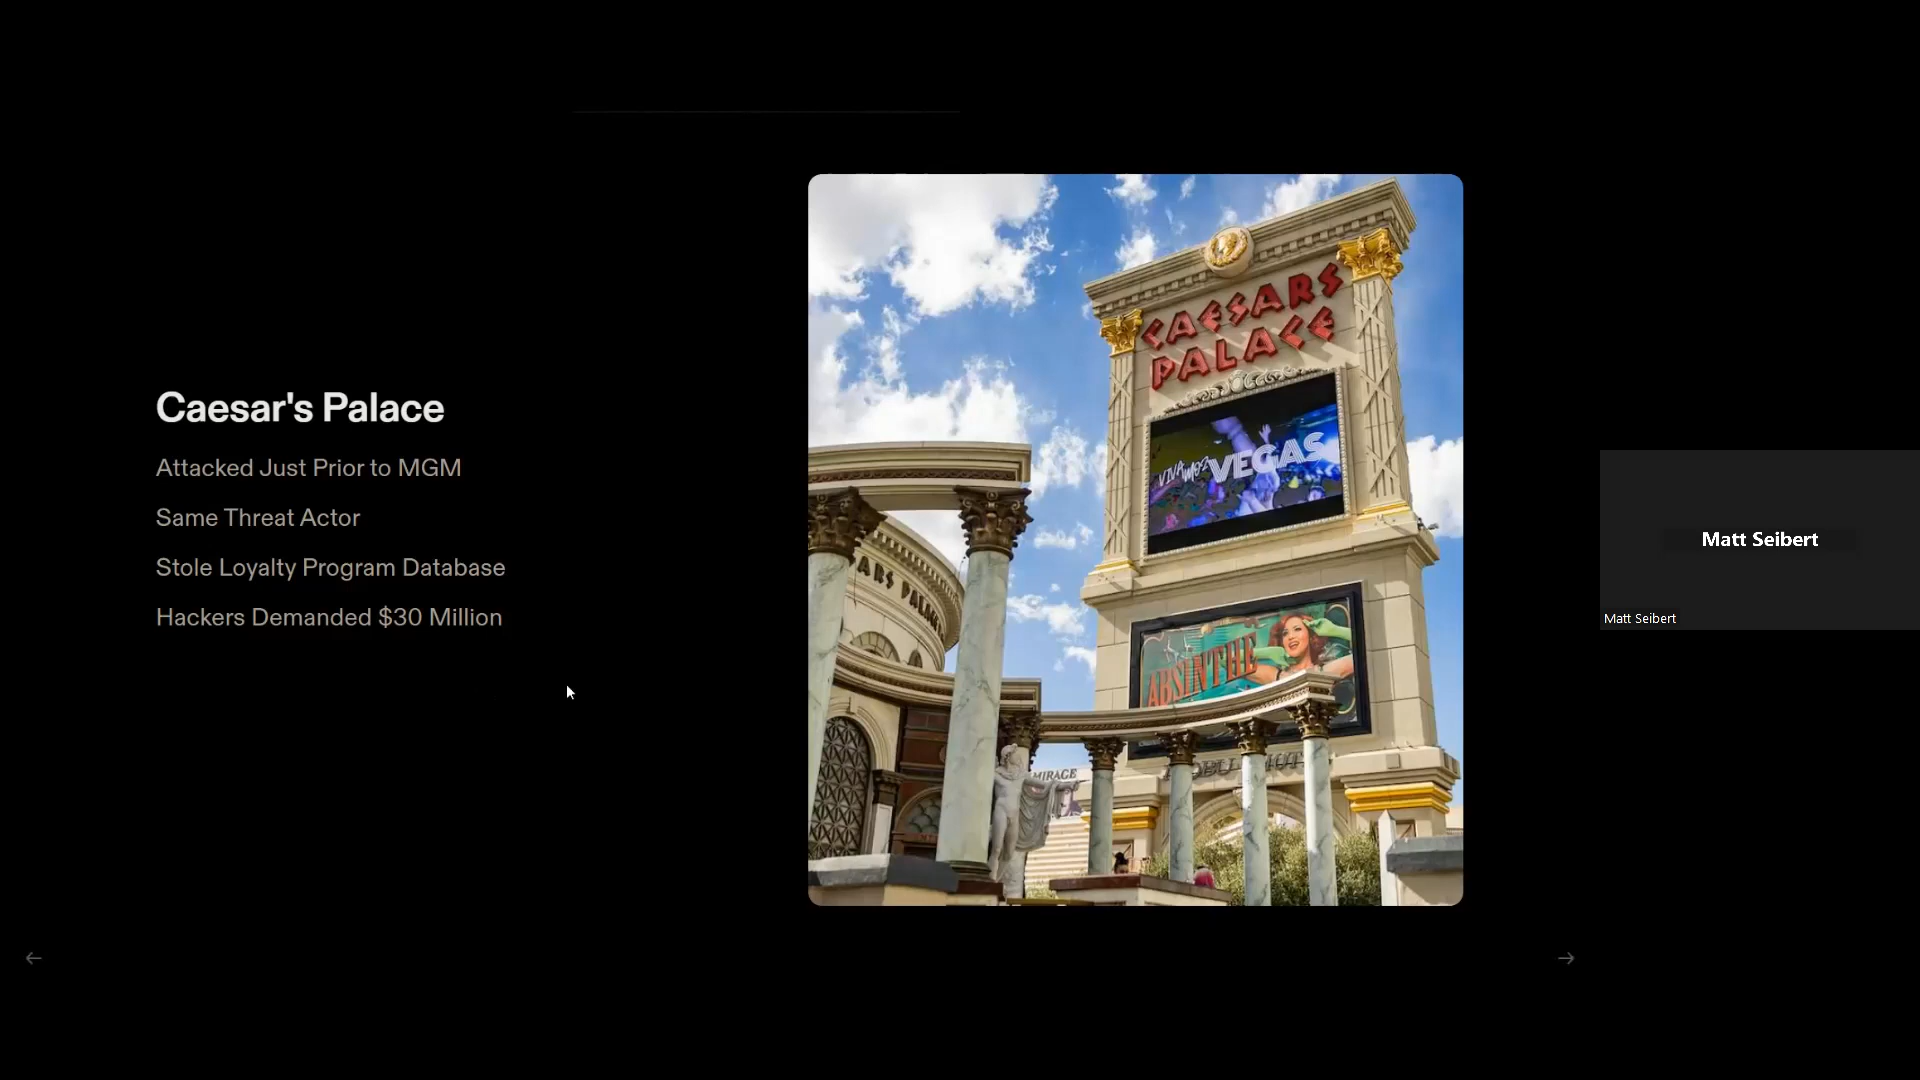 Caesar's Palace
Attacked Just Prior to MGM
Same Threat Actor
Stole Loyalty Program Database
Hackers Demanded $30 Million
CAESARS
PALACE
VIVA
VEGAS
ABSINTHE
MIRAGE
Matt Seibert
Matt Seibert